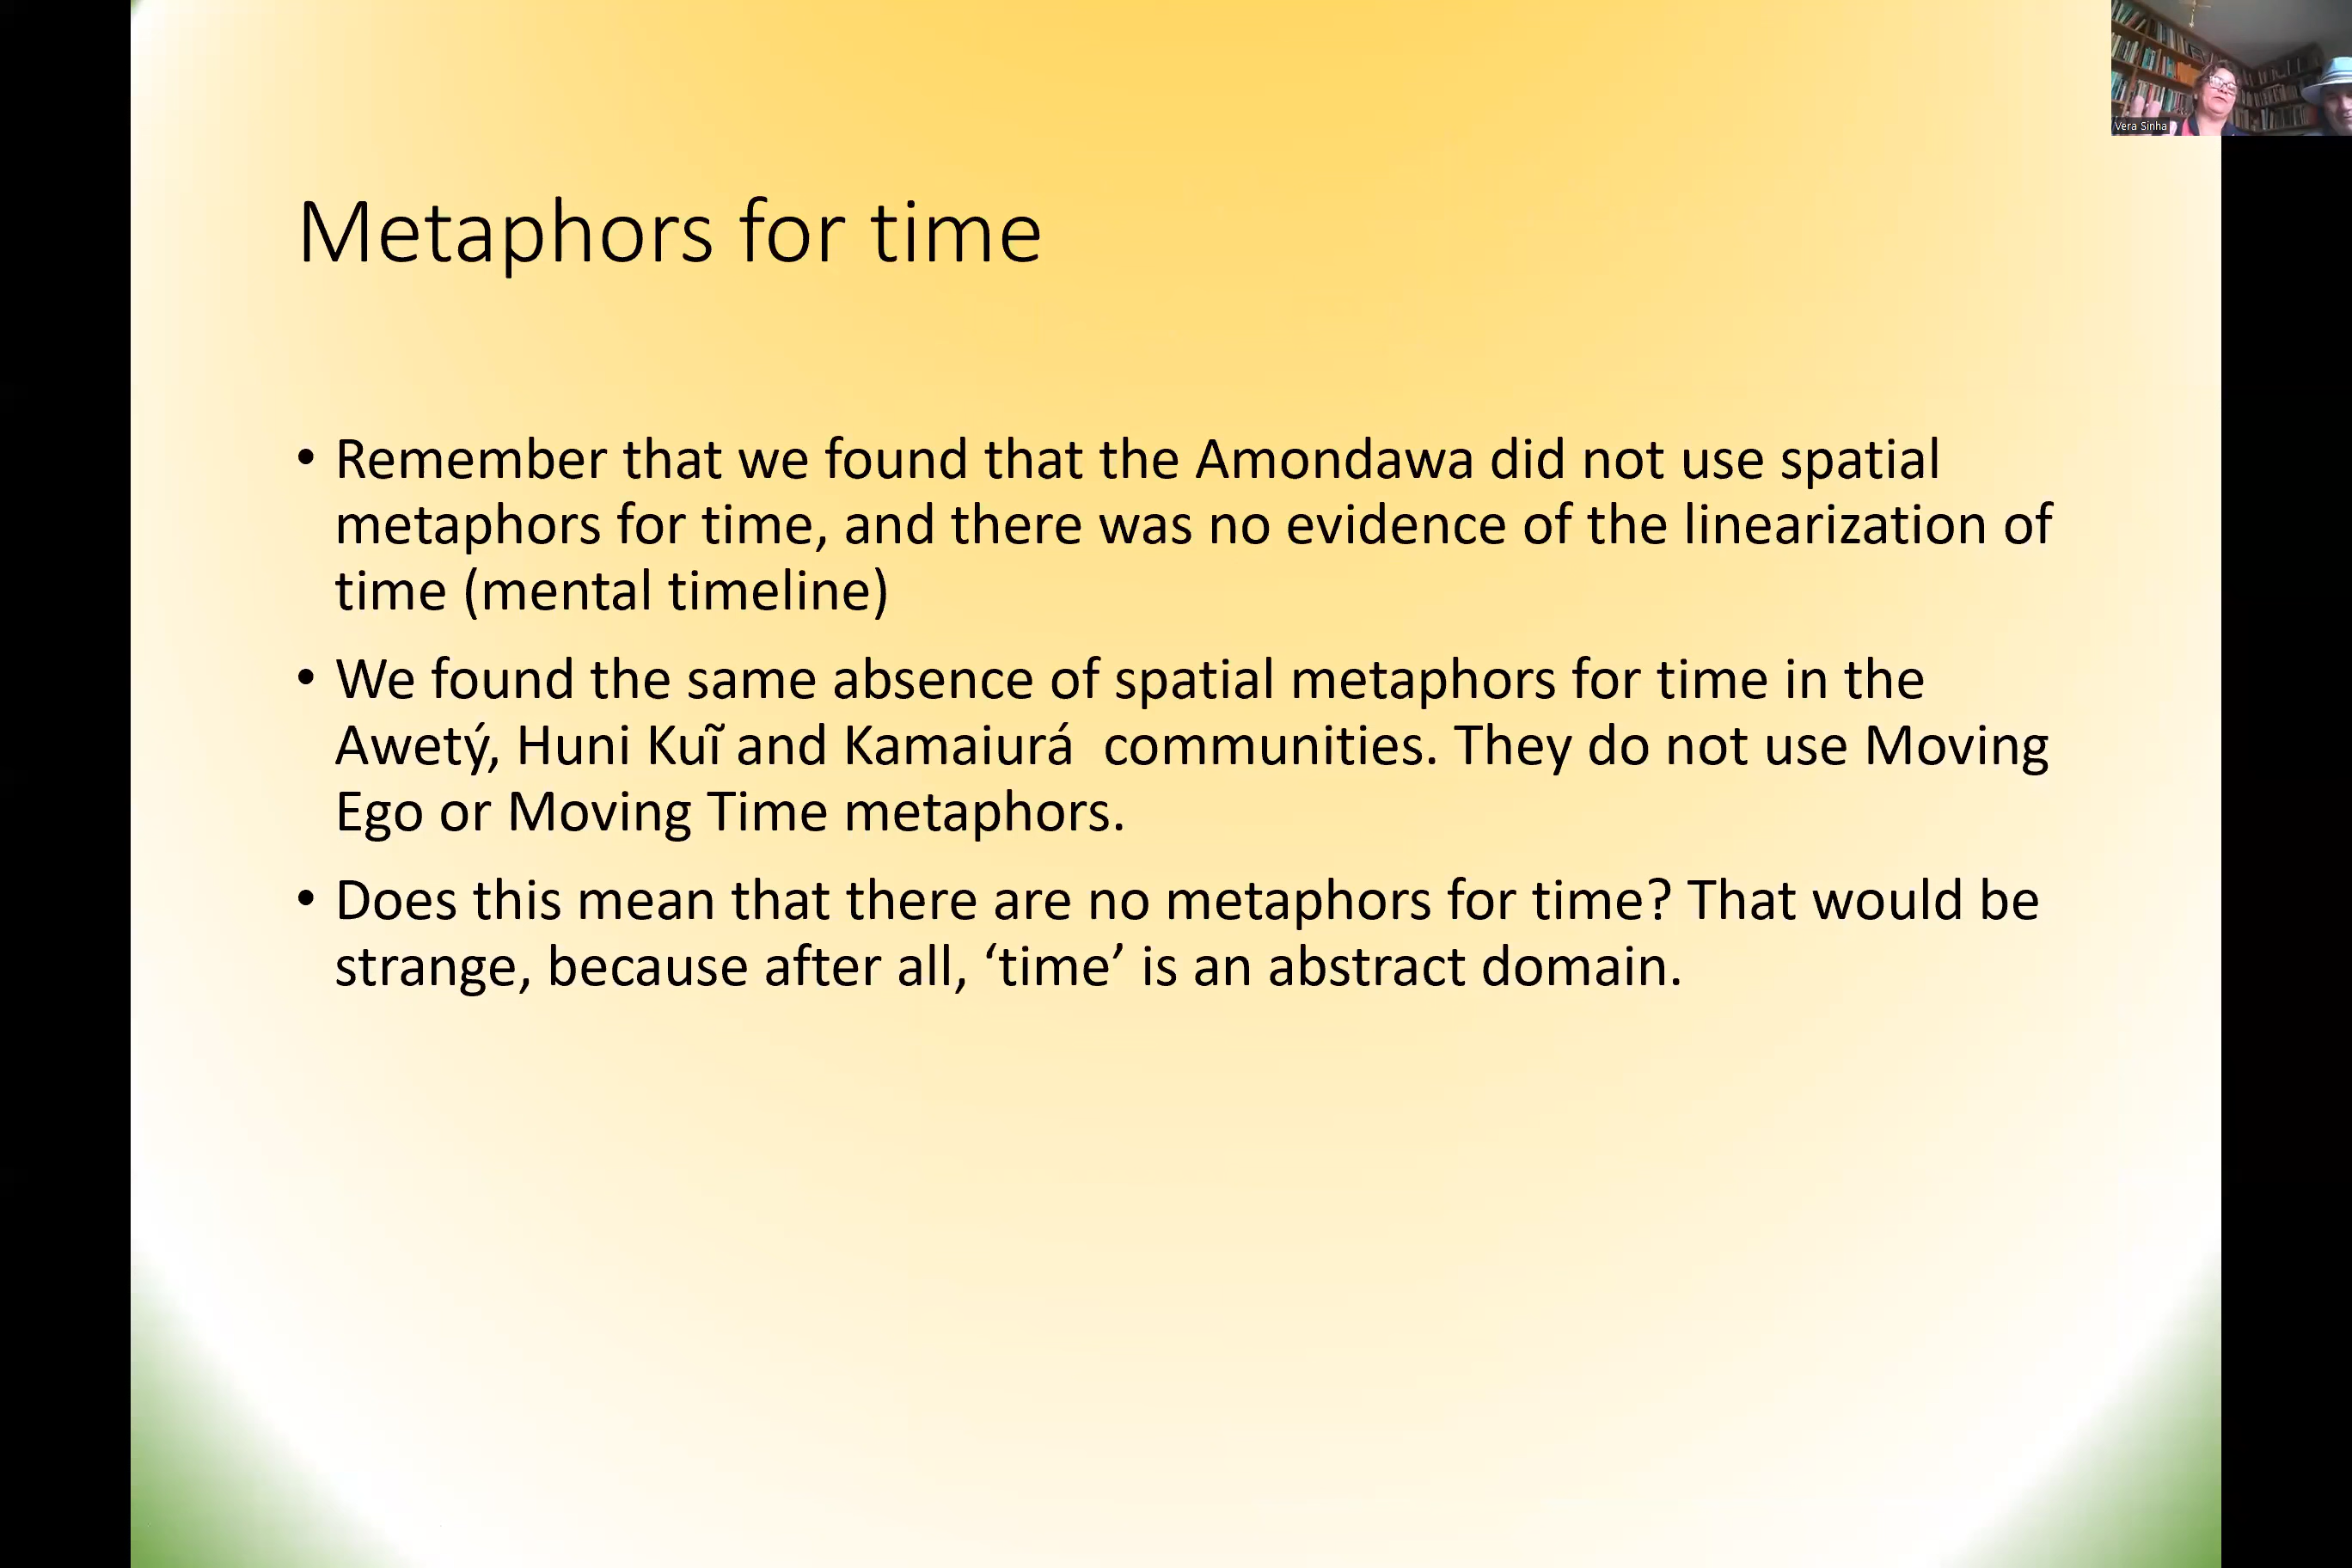 Vera Sinha
Metaphors for time
• Remember that we found that the Amondawa did not use spatial
metaphors for time, and there was no evidence of the linearization of
time (mental timeline)
• We found the same absence of spatial metaphors for time in the
Awetý, Huni Kuĩ and Kamaiurá  communities. They do not use Moving
Ego or Moving Time metaphors.
• Does this mean that there are no metaphors for time? That would be
strange, because after all, ‘time’ is an abstract domain.